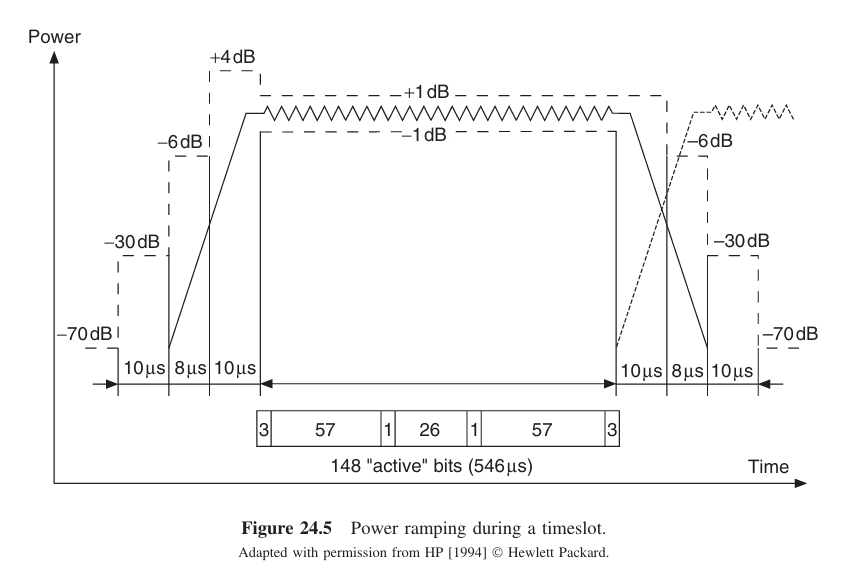 Power
+4 dB
+1 dB
−6 dB
−1 dB
−6 dB
−30 dB
−30 dB
−70 dB
−70 dB
10 μs 8 μs 10 μs
10 μs 8 μs 10 μs
3 57 1 26 1 57 3
148 "active" bits (546 μs)
Time
Figure 24.5 Power ramping during a timeslot.
Adapted with permission from HP [1994] © Hewlett Packard.